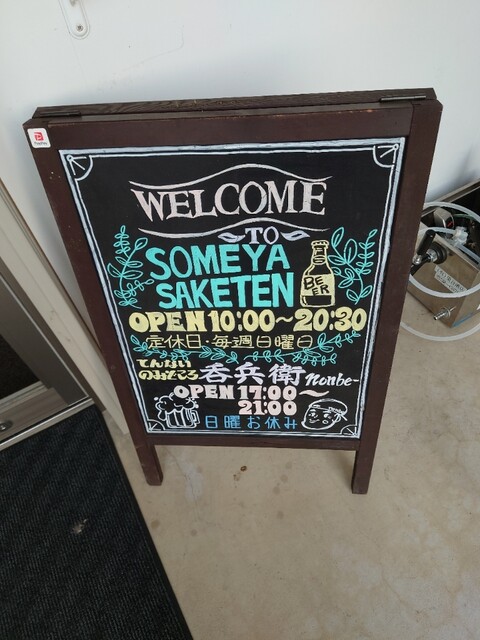 PayPay
WELCOME
TO
SOMEYA
SAKETEN
BEER
OPEN 10:00~20:30
定休日・毎週日曜日
てんない
のみどころ
呑兵衛 nonbe-
OPEN 17:00~
21:00
日曜お休み